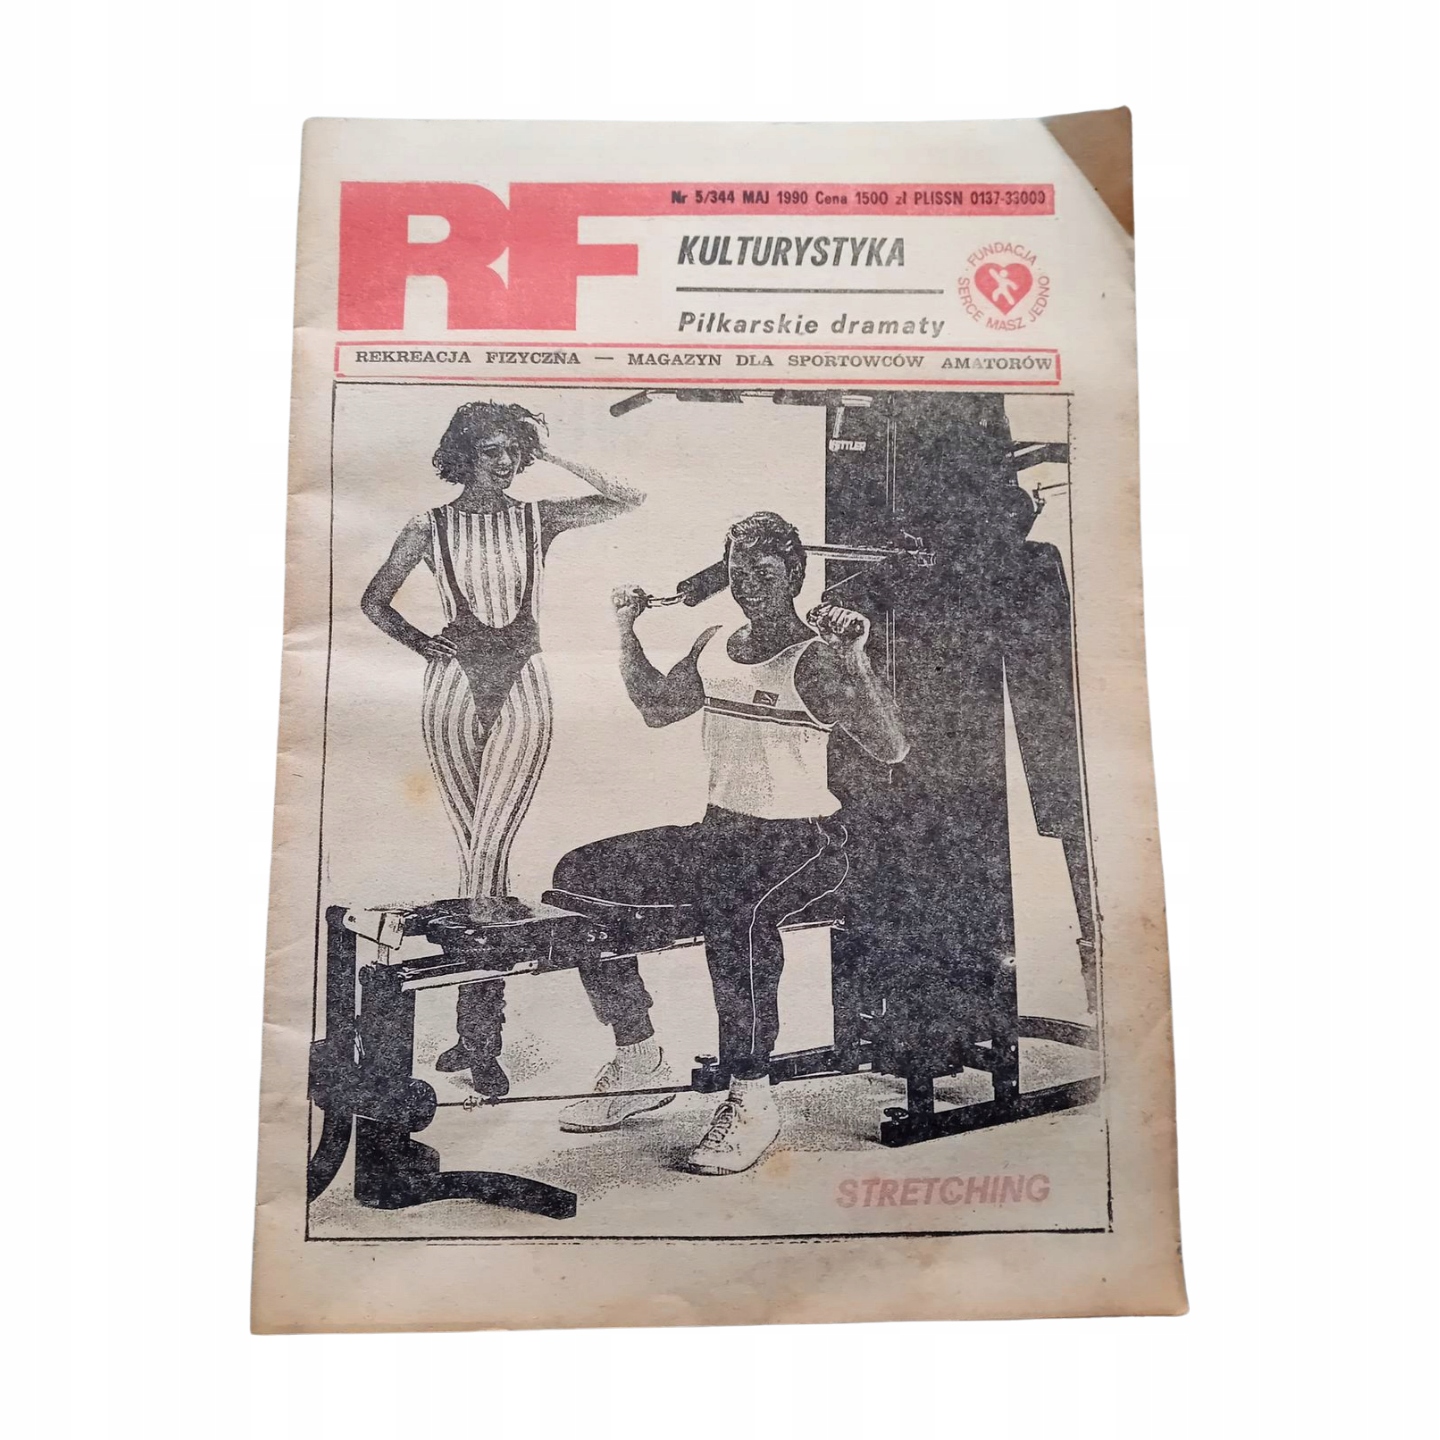 RF
Nr 5/344 MAJ 1990 Cena 1500 zł PLISSN 0137-33000
KULTURYSTYKA
Piłkarskie dramaty
FUNDACJA
SERCE MASZ JEDNO
REKREACJA FIZYCZNA — MAGAZYN DLA SPORTOWCÓW AMATORÓW
KETTLER
STRETCHING